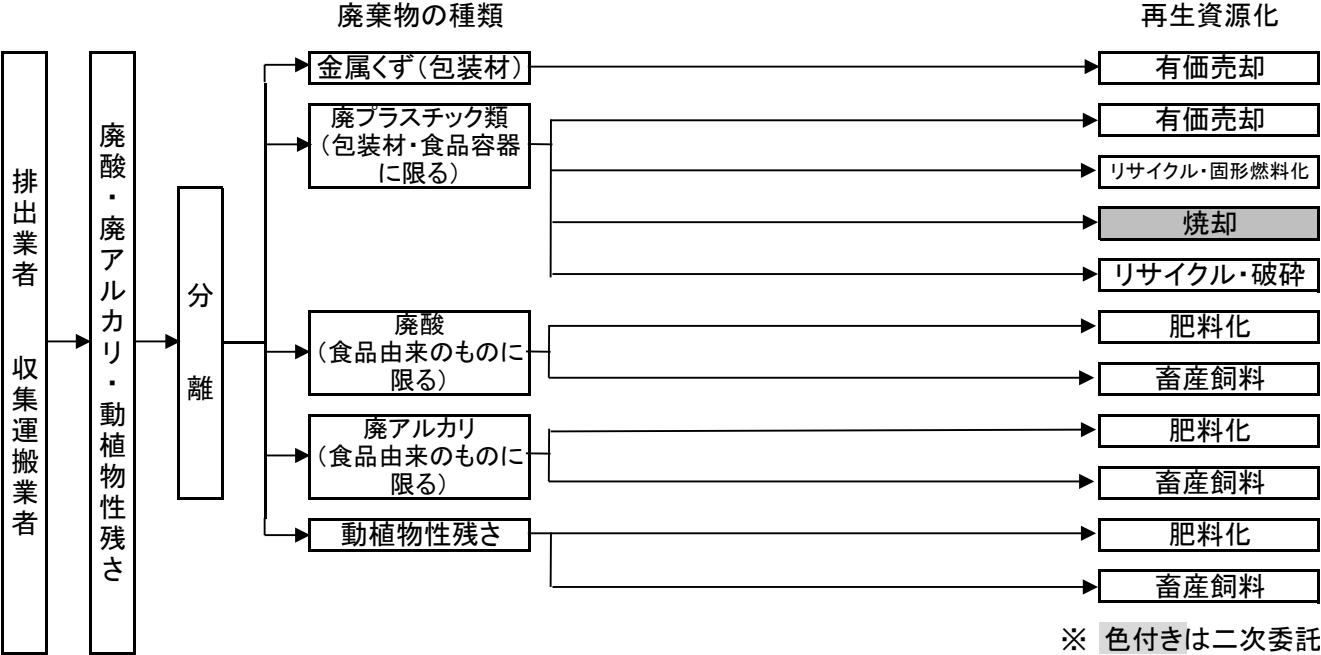 廃棄物の種類
再生資源化
排出業者　収集運搬業者
廃酸・廃アルカリ・動植物性残さ
分離
金属くず（包装材）
有価売却
廃プラスチック類
（包装材・食品容器
に限る）
有価売却
リサイクル・固形燃料化
焼却
リサイクル・破砕
廃酸
（食品由来のものに
限る）
肥料化
畜産飼料
廃アルカリ
（食品由来のものに
限る）
肥料化
畜産飼料
動植物性残さ
肥料化
畜産飼料
※ 色付きは二次委託